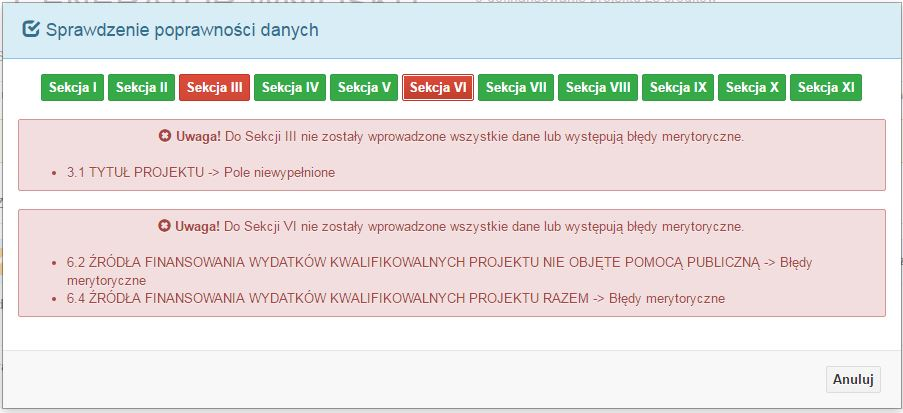 Sprawdzenie poprawności danych
Sekcja I Sekcja II Sekcja III Sekcja IV Sekcja V Sekcja VI Sekcja VII Sekcja VIII Sekcja IX Sekcja X Sekcja XI
Uwaga! Do Sekcji III nie zostały wprowadzone wszystkie dane lub występują błędy merytoryczne.
• 3.1 TYTUŁ PROJEKTU -> Pole niewypełnione
Uwaga! Do Sekcji VI nie zostały wprowadzone wszystkie dane lub występują błędy merytoryczne.
• 6.2 ŹRÓDŁA FINANSOWANIA WYDATKÓW KWALIFIKOWALNYCH PROJEKTU NIE OBJĘTE POMOCĄ PUBLICZNĄ -> Błędy
merytoryczne
• 6.4 ŹRÓDŁA FINANSOWANIA WYDATKÓW KWALIFIKOWALNYCH PROJEKTU RAZEM -> Błędy merytoryczne
Anuluj